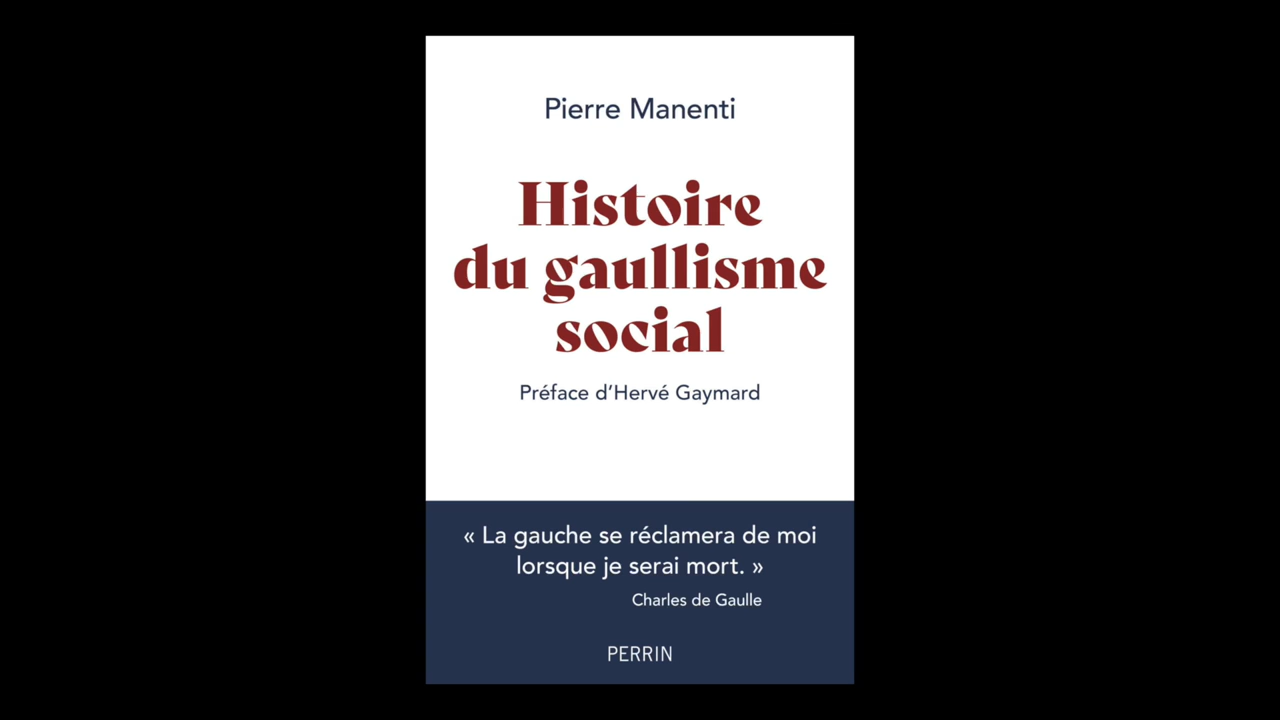 Pierre Manenti
Histoire
du gaullisme
social
Préface d’Hervé Gaymard
« La gauche se réclamera de moi
lorsque je serai mort. »
Charles de Gaulle
PERRIN